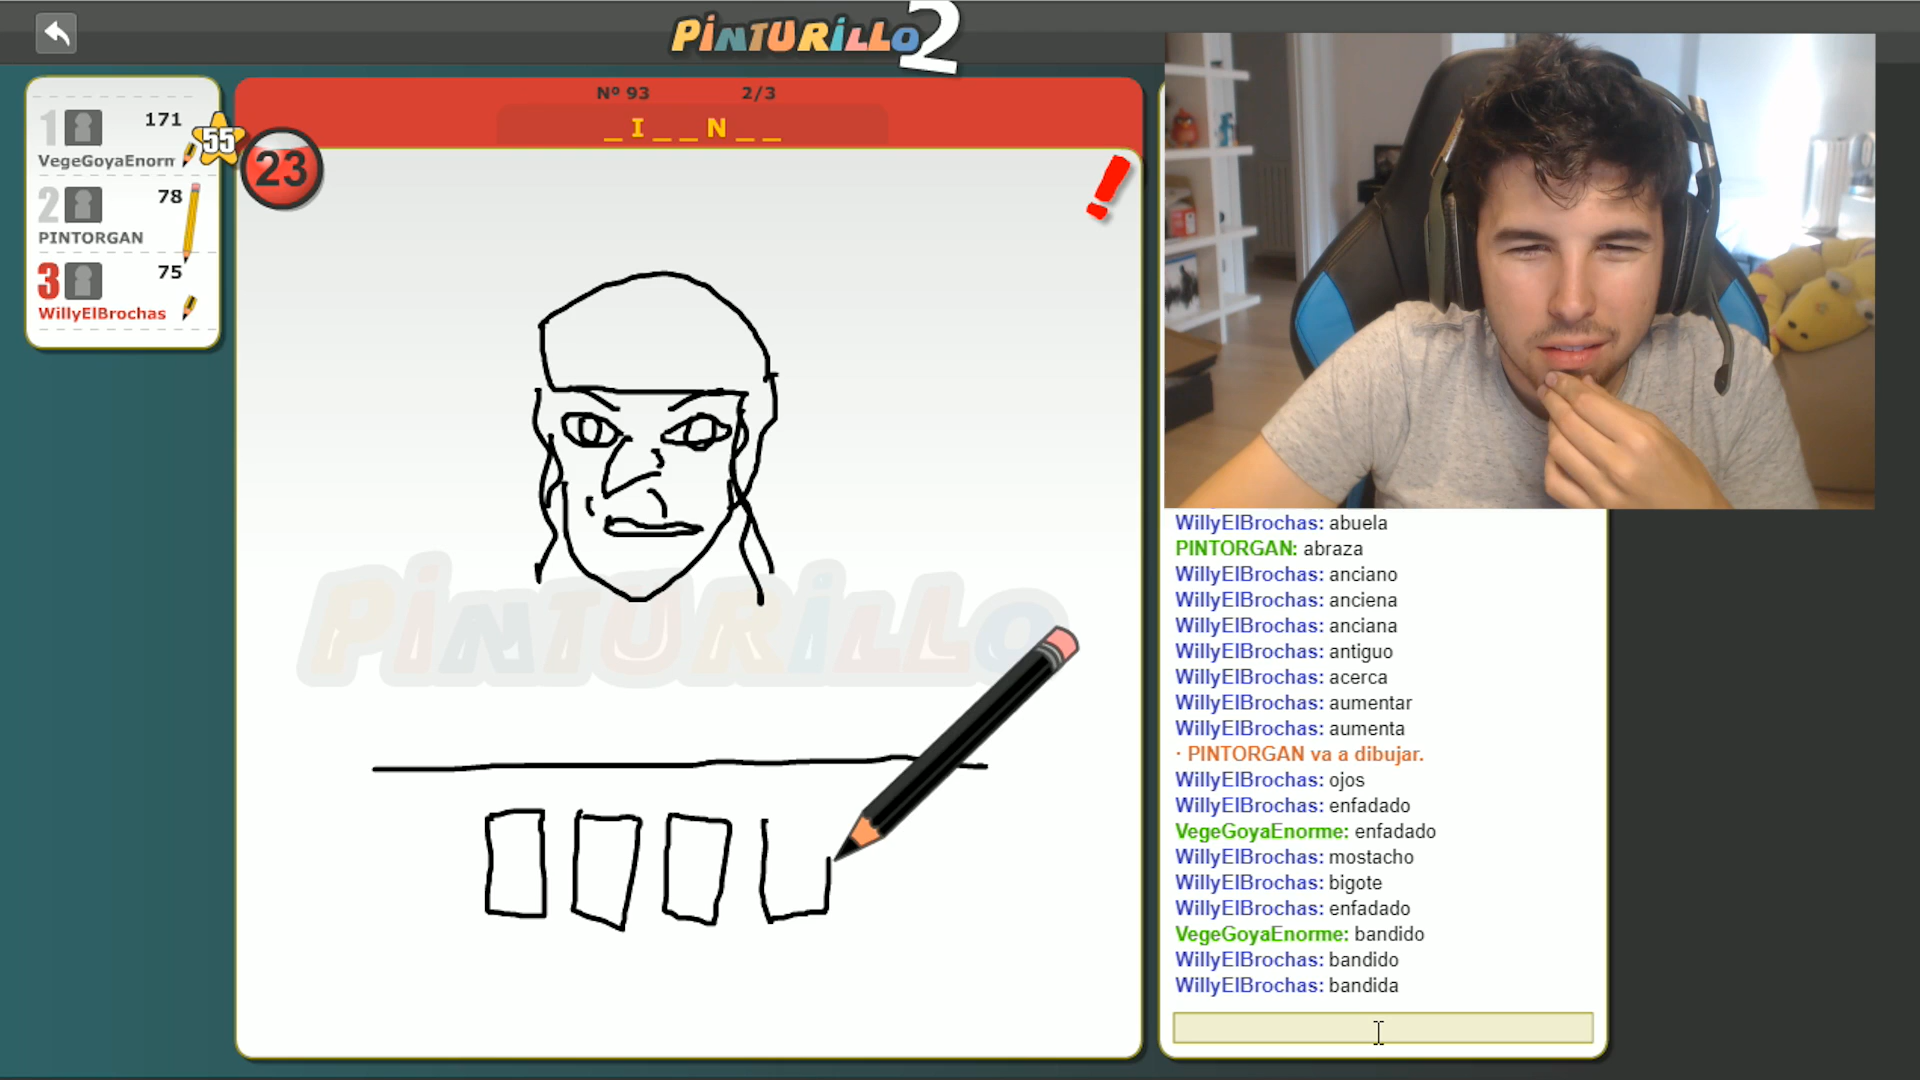 PINTURILLO 2
Nº 93 2/3
_ I _ _ N _ _
1 171
VegeGoyaEnorm
55
23
2 78
PINTORGAN
3 75
WillyElBrochas
PINTURILLO
WillyElBrochas: abuela
PINTORGAN: abraza
WillyElBrochas: anciano
WillyElBrochas: anciena
WillyElBrochas: anciana
WillyElBrochas: antiguo
WillyElBrochas: acerca
WillyElBrochas: aumentar
WillyElBrochas: aumenta
· PINTORGAN va a dibujar.
WillyElBrochas: ojos
WillyElBrochas: enfadado
VegeGoyaEnorme: enfadado
WillyElBrochas: mostacho
WillyElBrochas: bigote
WillyElBrochas: enfadado
VegeGoyaEnorme: bandido
WillyElBrochas: bandido
WillyElBrochas: bandida